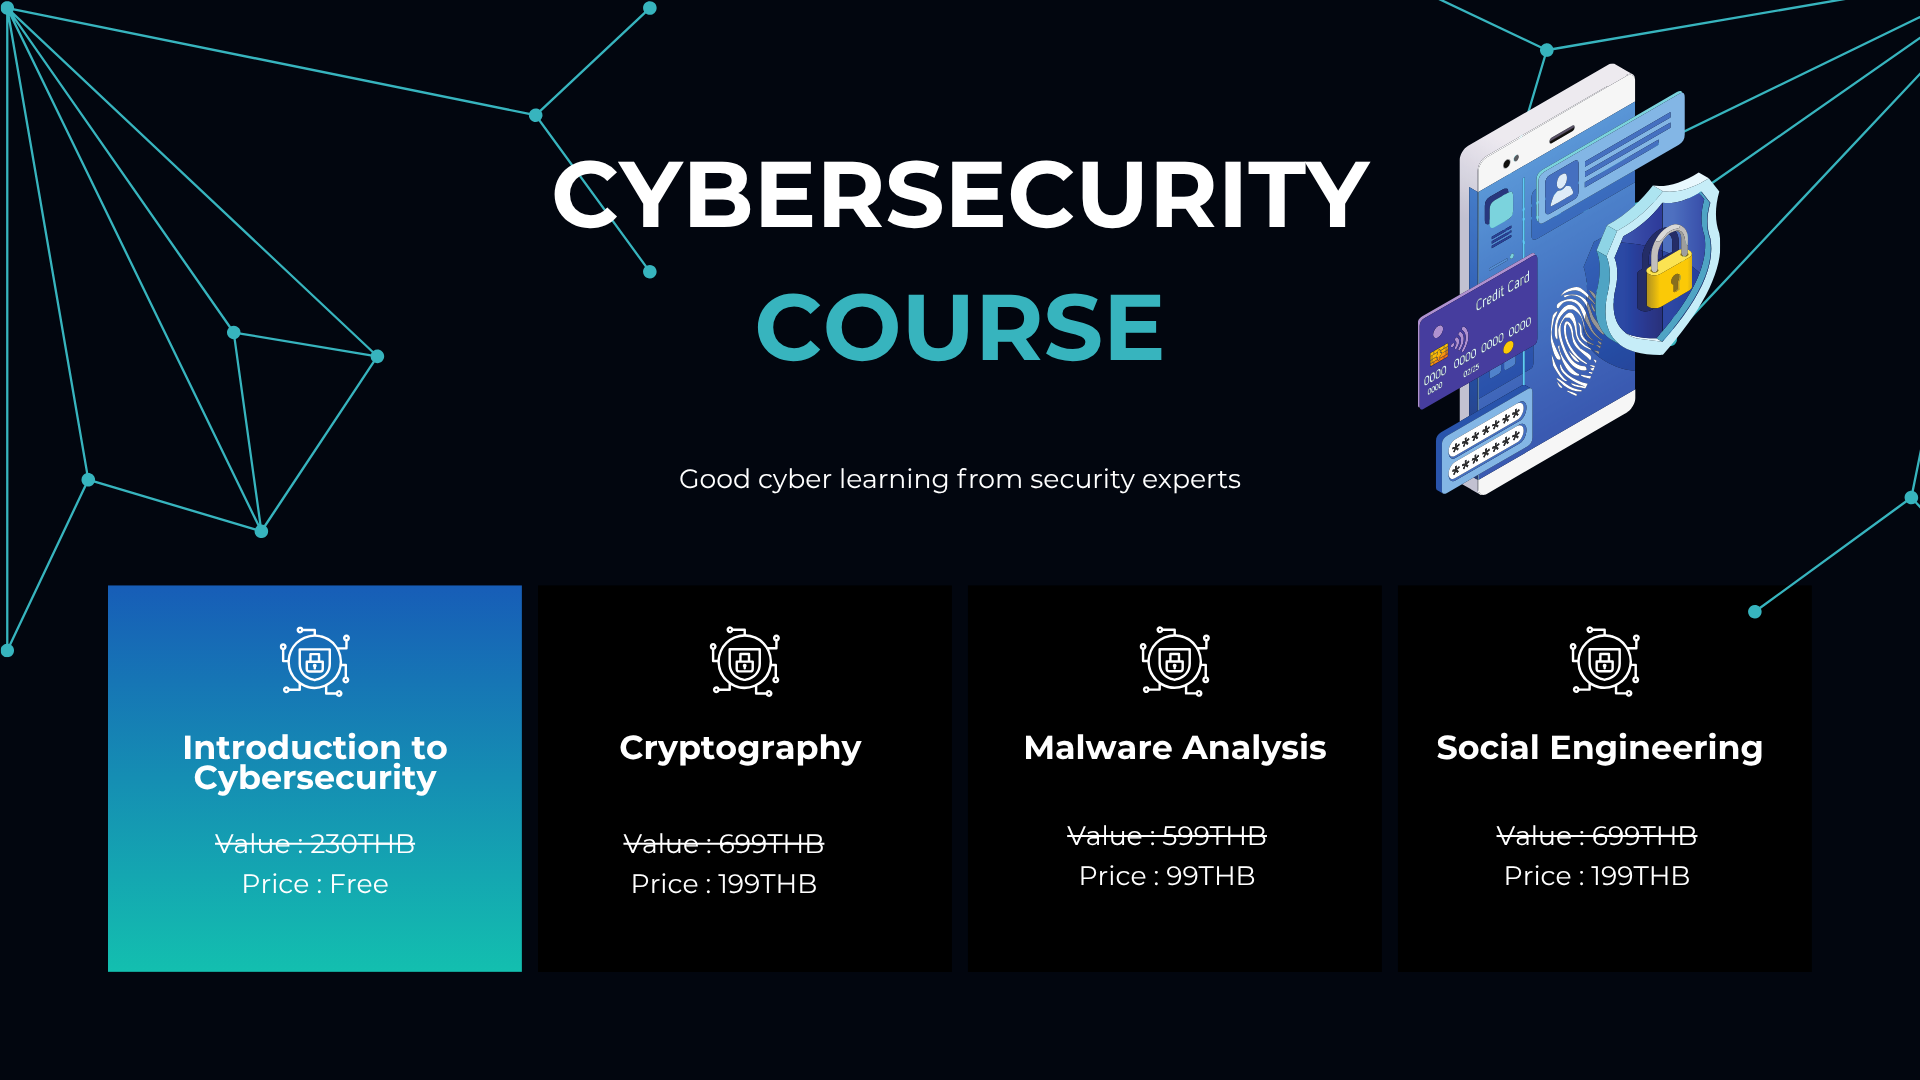 CYBERSECURITY
COURSE
Good cyber learning from security experts
Credit Card
0000 0000 0000 0000
0000
02/25
*******
*******
Introduction to
Cybersecurity
Value : 230THB
Price : Free
Cryptography
Value : 699THB
Price : 199THB
Malware Analysis
Value : 599THB
Price : 99THB
Social Engineering
Value : 699THB
Price : 199THB